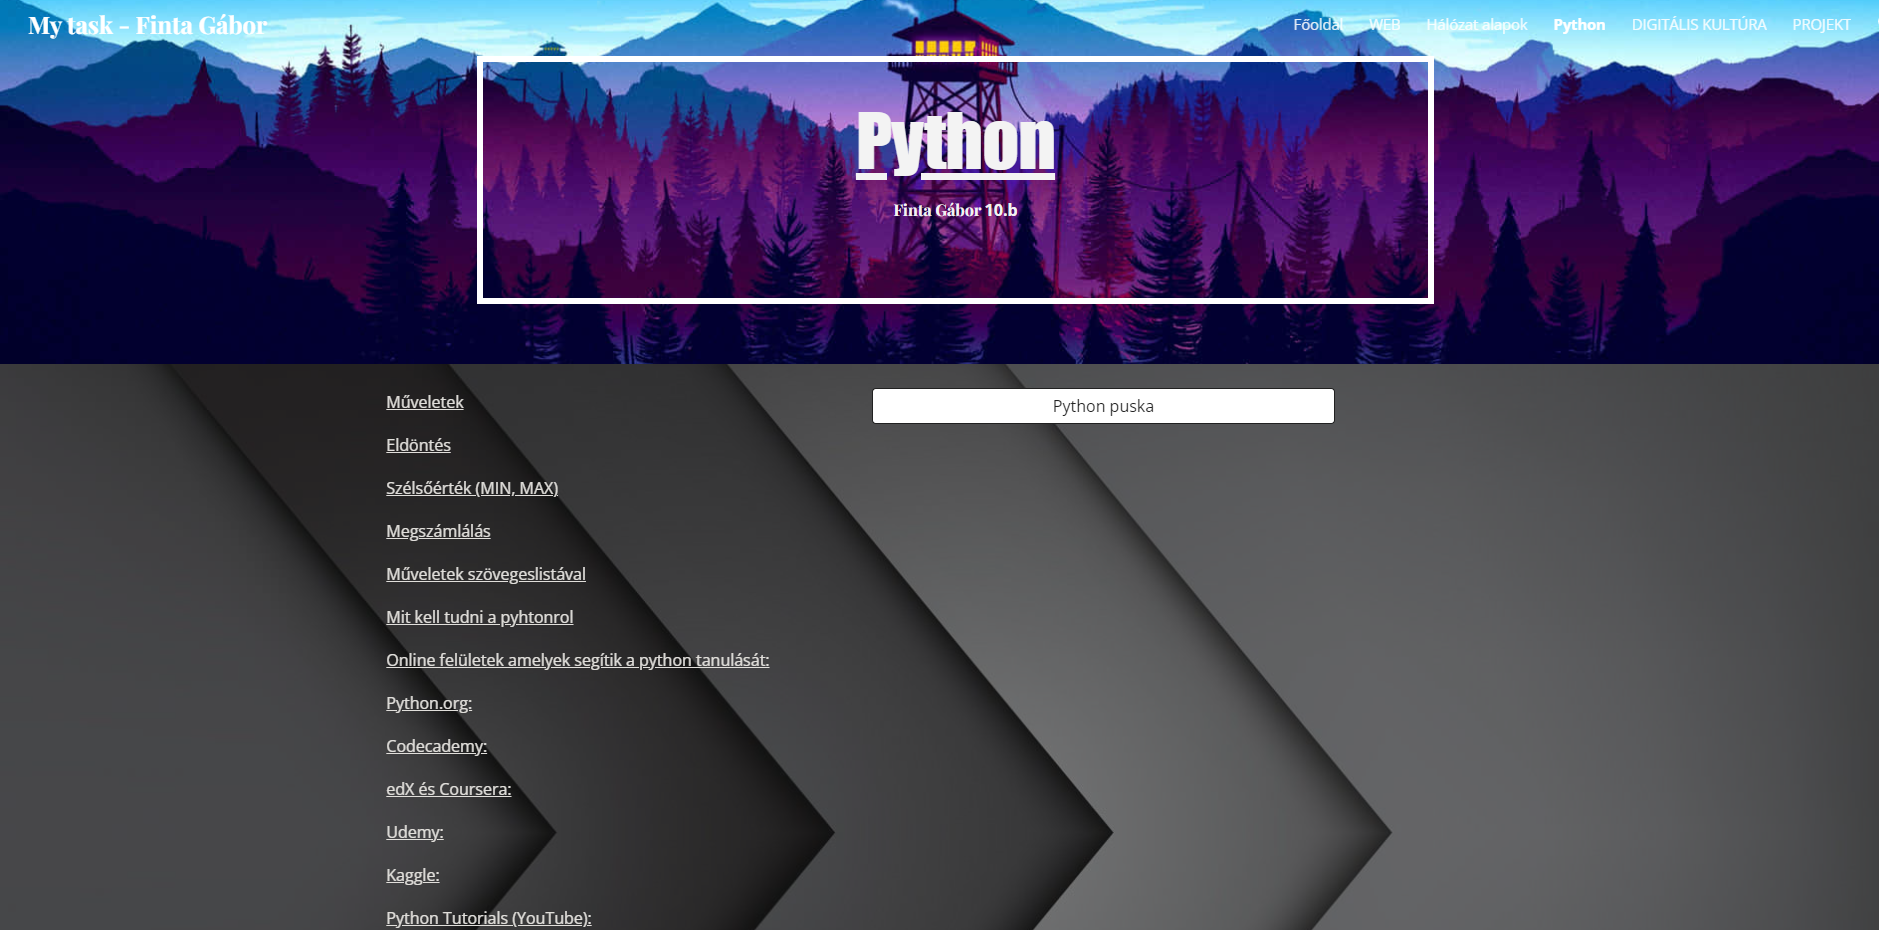 My task - Finta Gábor
Főoldal WEB Hálózat alapok Python DIGITÁLIS KULTÚRA PROJEKT
Python
Finta Gábor 10.b
Műveletek
Eldöntés
Szélsőérték (MIN, MAX)
Megszámlálás
Műveletek szövegeslistával
Mit kell tudni a pyhtonrol
Online felületek amelyek segítik a python tanulását:
Python.org:
Codecademy:
edX és Coursera:
Udemy:
Kaggle:
Python Tutorials (YouTube):
Python puska